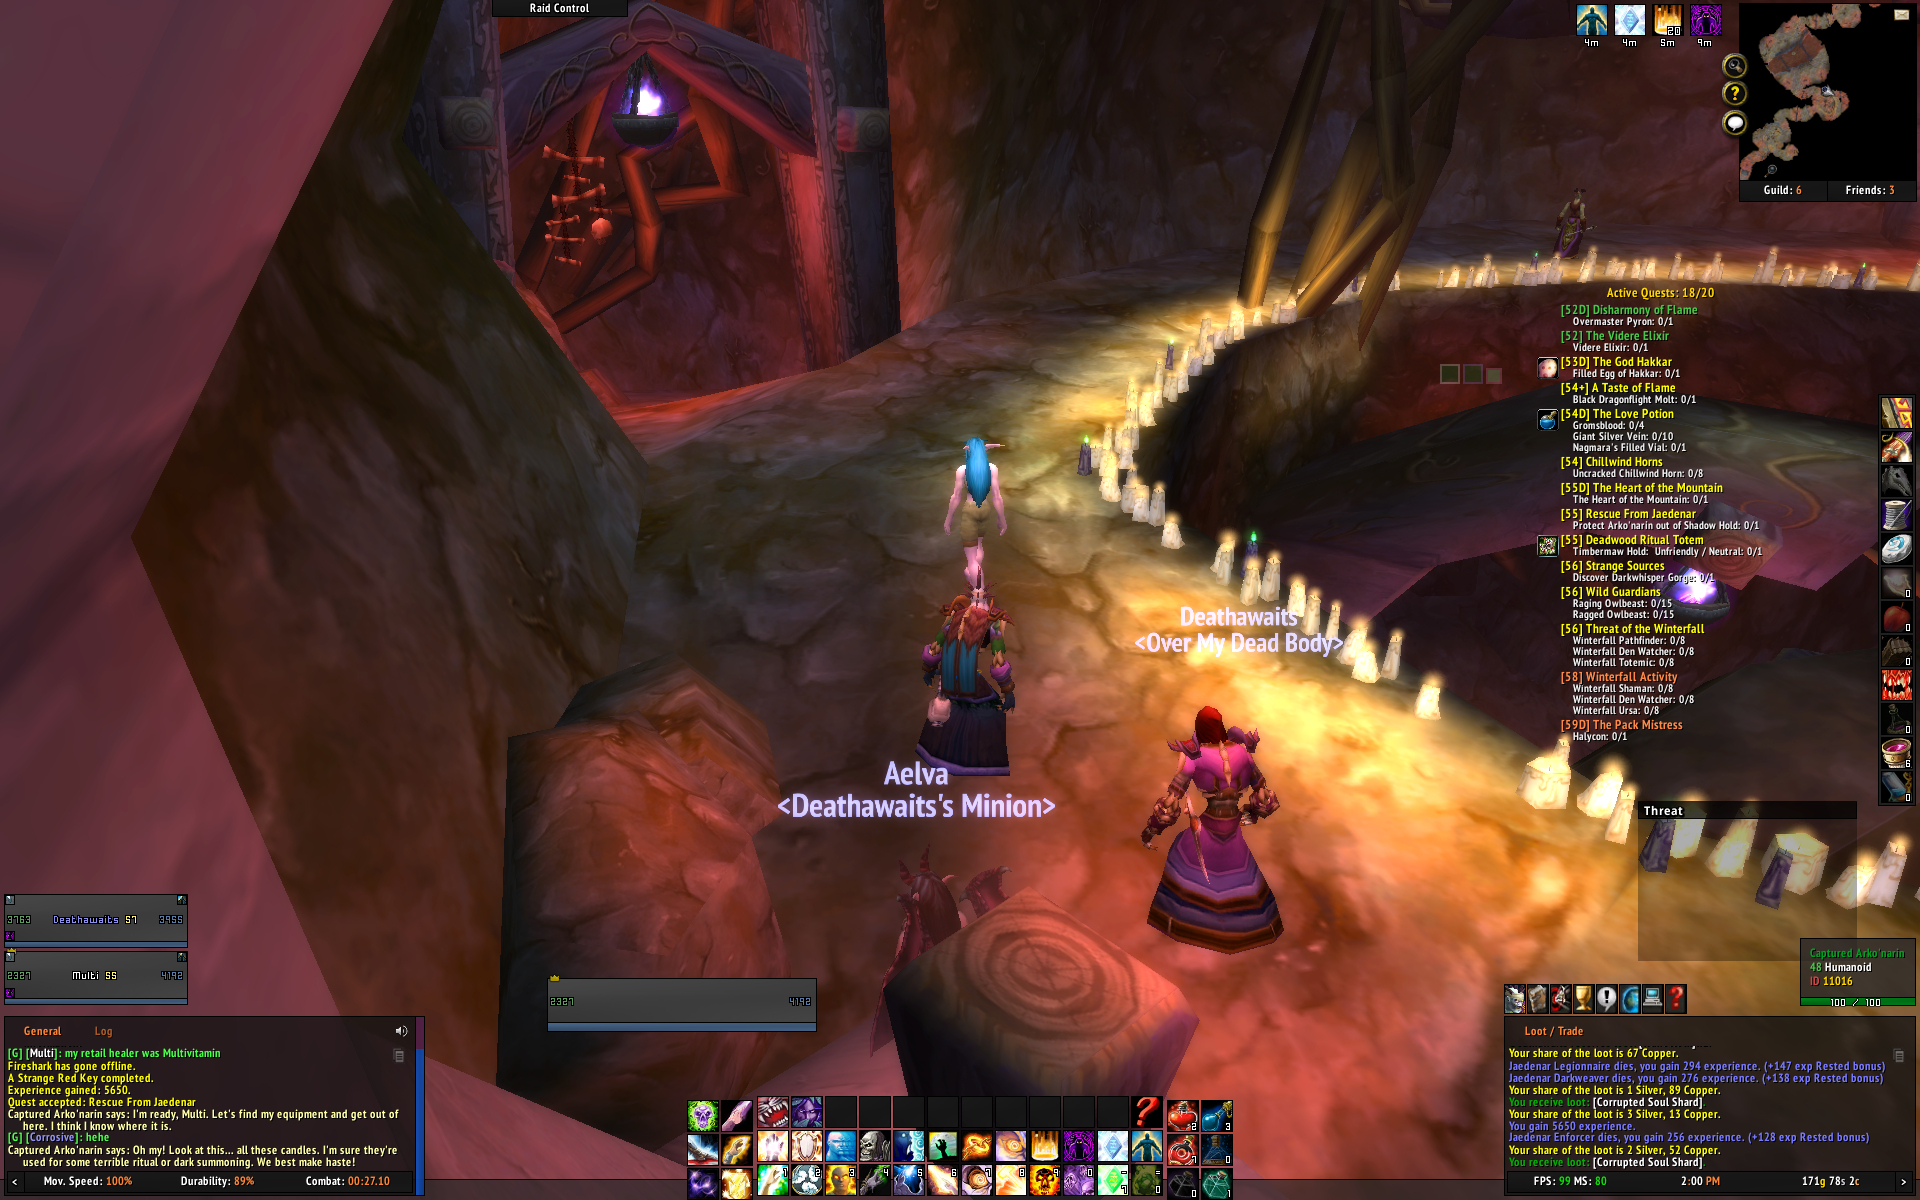 Raid Control
4m
4m
20
5m
9m
Guild: 6
Friends: 3
Active Quests: 18/20
[52D] Disharmony of Flame
Overmaster Pyron: 0/1
[52] The Videre Elixir
Videre Elixir: 0/1
[53D] The God Hakkar
Filled Egg of Hakkar: 0/1
[54+] A Taste of Flame
Black Dragonflight Molt: 0/1
[54D] The Love Potion
Gromsblood: 0/4
Giant Silver Vein: 0/10
Nagmara's Filled Vial: 0/1
[54] Chillwind Horns
Uncracked Chillwind Horn: 0/8
[55D] The Heart of the Mountain
The Heart of the Mountain: 0/1
[55] Rescue From Jaedenar
Protect Arko'narin out of Shadow Hold: 0/1
[55] Deadwood Ritual Totem
Timbermaw Hold: Unfriendly / Neutral: 0/1
[56] Strange Sources
Discover Darkwhisper Gorge: 0/1
[56] Wild Guardians
Raging Owlbeast: 0/15
Ragged Owlbeast: 0/15
[56] Threat of the Winterfall
Winterfall Pathfinder: 0/8
Winterfall Den Watcher: 0/8
Winterfall Totemic: 0/8
[58] Winterfall Activity
Winterfall Shaman: 0/8
Winterfall Den Watcher: 0/8
Winterfall Ursa: 0/8
[59D] The Pack Mistress
Halycon: 0/1
Deathawaits
<Over My Dead Body>
Aelva
<Deathawaits's Minion>
Threat
Captured Arko'narin
48 Humanoid
ID 11016
100 / 100
3763 Deathawaits 57 3955
2327 Multi 55 4192
2327 4192
General Log
[G] [Multi]: my retail healer was Multivitamin
Fireshark has gone offline.
A Strange Red Key completed.
Experience gained: 5650.
Quest accepted: Rescue From Jaedenar
Captured Arko'narin says: I'm ready, Multi. Let's find my equipment and get out of
here. I think I know where it is.
[G] [Corrosive]: hehe
Captured Arko'narin says: Oh my! Look at this... all these candles. I'm sure they're
used for some terrible ritual or dark summoning. We best make haste!
< Mov. Speed: 100% Durability: 89% Combat: 00:27.10
Loot / Trade
Your share of the loot is 67 Copper.
Jaedenar Legionnaire dies, you gain 294 experience. (+147 exp Rested bonus)
Jaedenar Darkweaver dies, you gain 276 experience. (+138 exp Rested bonus)
Your share of the loot is 1 Silver, 89 Copper.
You receive loot: [Corrupted Soul Shard].
Your share of the loot is 3 Silver, 13 Copper.
You gain 5650 experience.
Jaedenar Enforcer dies, you gain 256 experience. (+128 exp Rested bonus)
Your share of the loot is 2 Silver, 52 Copper.
You receive loot: [Corrupted Soul Shard].
FPS: 99 MS: 80 2:00 PM 171g 78s 2c >